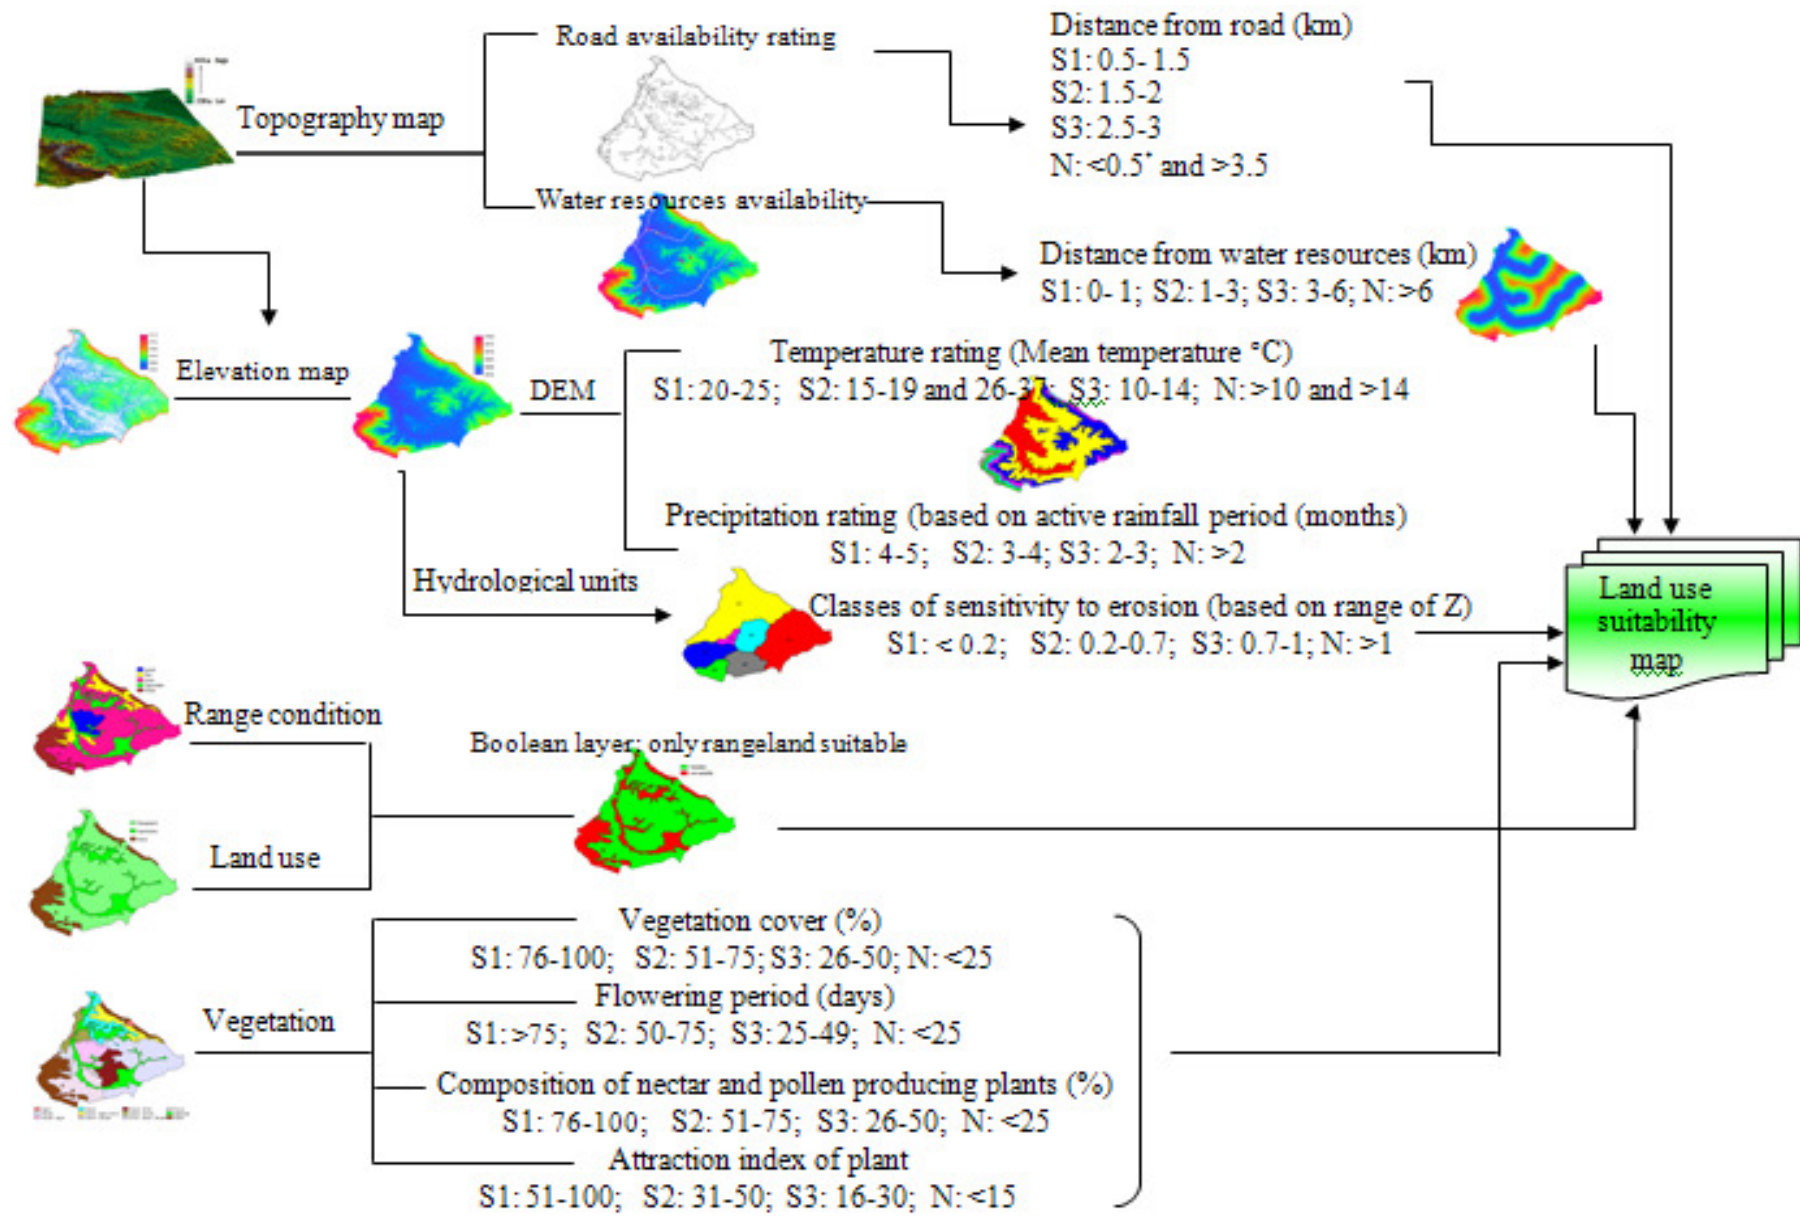 Road availability rating
Distance from road (km)
S1: 0.5- 1.5
S2: 1.5-2
S3: 2.5-3
N: <0.5* and >3.5
Topography map
Water resources availability
Distance from water resources (km)
S1: 0- 1; S2: 1-3; S3: 3-6; N: >6
Elevation map
DEM
Temperature rating (Mean temperature °C)
S1: 20-25; S2: 15-19 and 26-37; S3: 10-14; N: >10 and >14
Precipitation rating (based on active rainfall period (months)
S1: 4-5; S2: 3-4; S3: 2-3; N: >2
Hydrological units
Classes of sensitivity to erosion (based on range of Z)
S1: < 0.2; S2: 0.2-0.7; S3: 0.7-1; N: >1
Land use
suitability
map
Range condition
Boolean layer; only rangeland suitable
Land use
Vegetation cover (%)
S1: 76-100; S2: 51-75; S3: 26-50; N: <25
Vegetation
Flowering period (days)
S1: >75; S2: 50-75; S3: 25-49; N: <25
Composition of nectar and pollen producing plants (%)
S1: 76-100; S2: 51-75; S3: 26-50; N: <25
Attraction index of plant
S1: 51-100; S2: 31-50; S3: 16-30; N: <15